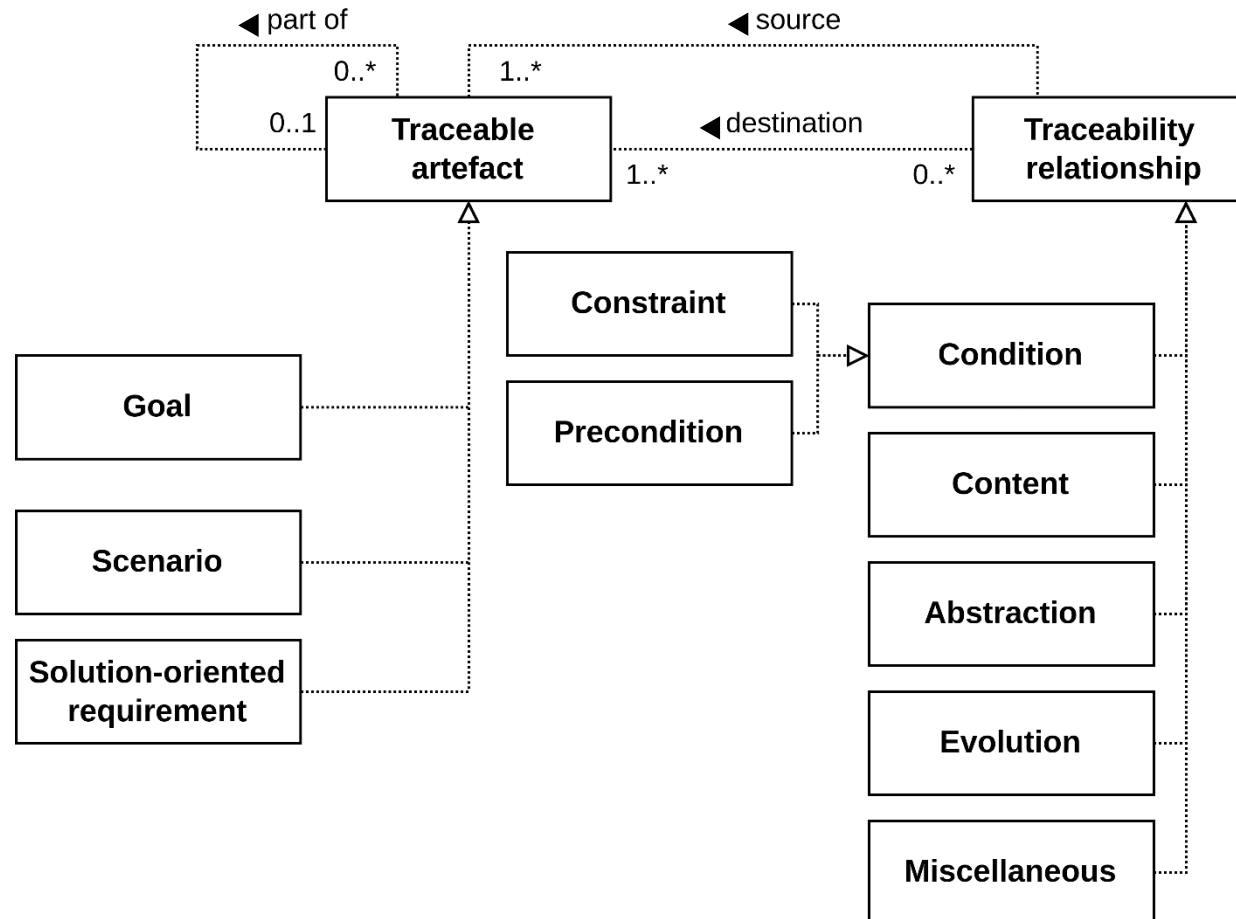 ◀ part of
◀ source
0..*
1..*
0..1
Traceable
artefact
◀ destination
1..*
0..*
Traceability
relationship
Constraint
Condition
Goal
Precondition
Content
Scenario
Abstraction
Solution-oriented
requirement
Evolution
Miscellaneous